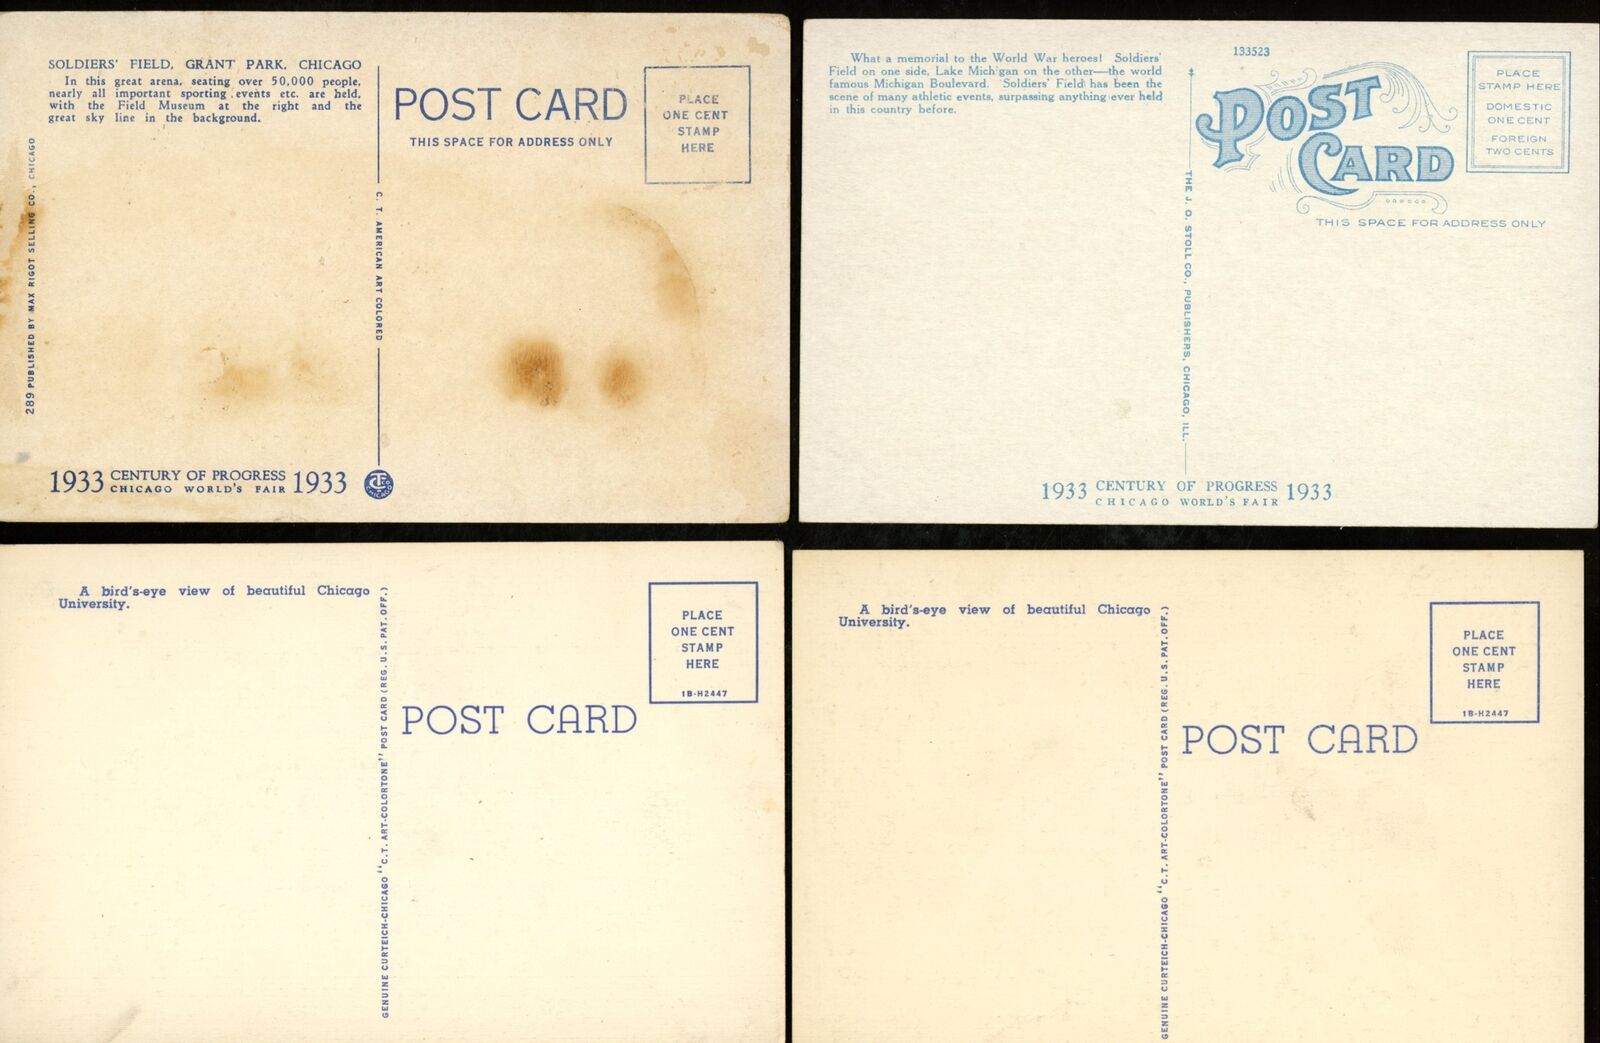 SOLDIERS' FIELD, GRANT PARK, CHICAGO
In this great arena, seating over 50,000 people,
nearly all important sporting events etc. are held,
with the Field Museum at the right and the
great sky line in the background.
289 PUBLISHED BY MAX RIGOT SELLING CO., CHICAGO
C. T. AMERICAN ART COLORED
POST CARD
THIS SPACE FOR ADDRESS ONLY
PLACE
ONE CENT
STAMP
HERE
1933 CENTURY OF PROGRESS 1933
CHICAGO WORLD'S FAIR
CHICAGO
What a memorial to the World War heroes! Soldiers'
Field on one side, Lake Mich'gan on the other—the world
famous Michigan Boulevard. Soldiers' Field has been the
scene of many athletic events, surpassing anything ever held
in this country before.
133523
THE J. O. STOLL CO., PUBLISHERS, CHICAGO, ILL.
POST
CARD
THIS SPACE FOR ADDRESS ONLY
PLACE
STAMP HERE
DOMESTIC
ONE CENT
FOREIGN
TWO CENTS
1933 CENTURY OF PROGRESS 1933
CHICAGO WORLD'S FAIR
A bird's-eye view of beautiful Chicago
University.
GENUINE CURTEICH-CHICAGO "C.T. ART-COLORTONE" POST CARD (REG. U.S. PAT. OFF.)
POST CARD
PLACE
ONE CENT
STAMP
HERE
1B-H2447
A bird's-eye view of beautiful Chicago
University.
GENUINE CURTEICH-CHICAGO "C.T. ART-COLORTONE" POST CARD (REG. U.S. PAT. OFF.)
POST CARD
PLACE
ONE CENT
STAMP
HERE
1B-H2447